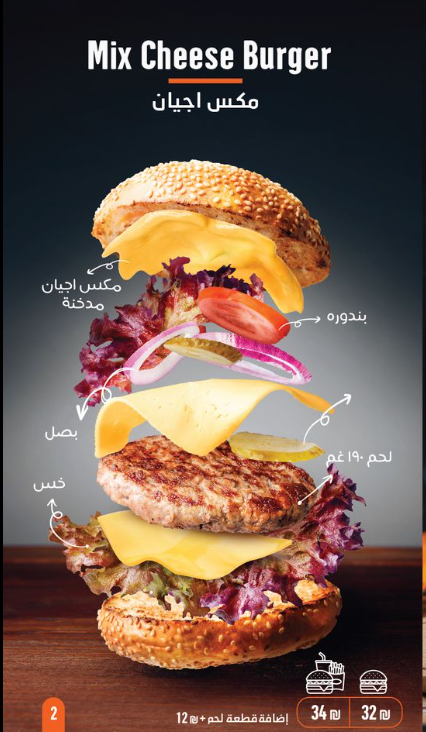 Mix Cheese Burger
مكس اجبان
مكس اجبان
مدخنة
بندوره
بصل
لحم ١٩٠ غم
خس
إضافة قطعة لحم + ₪12
34 ₪
32 ₪
2